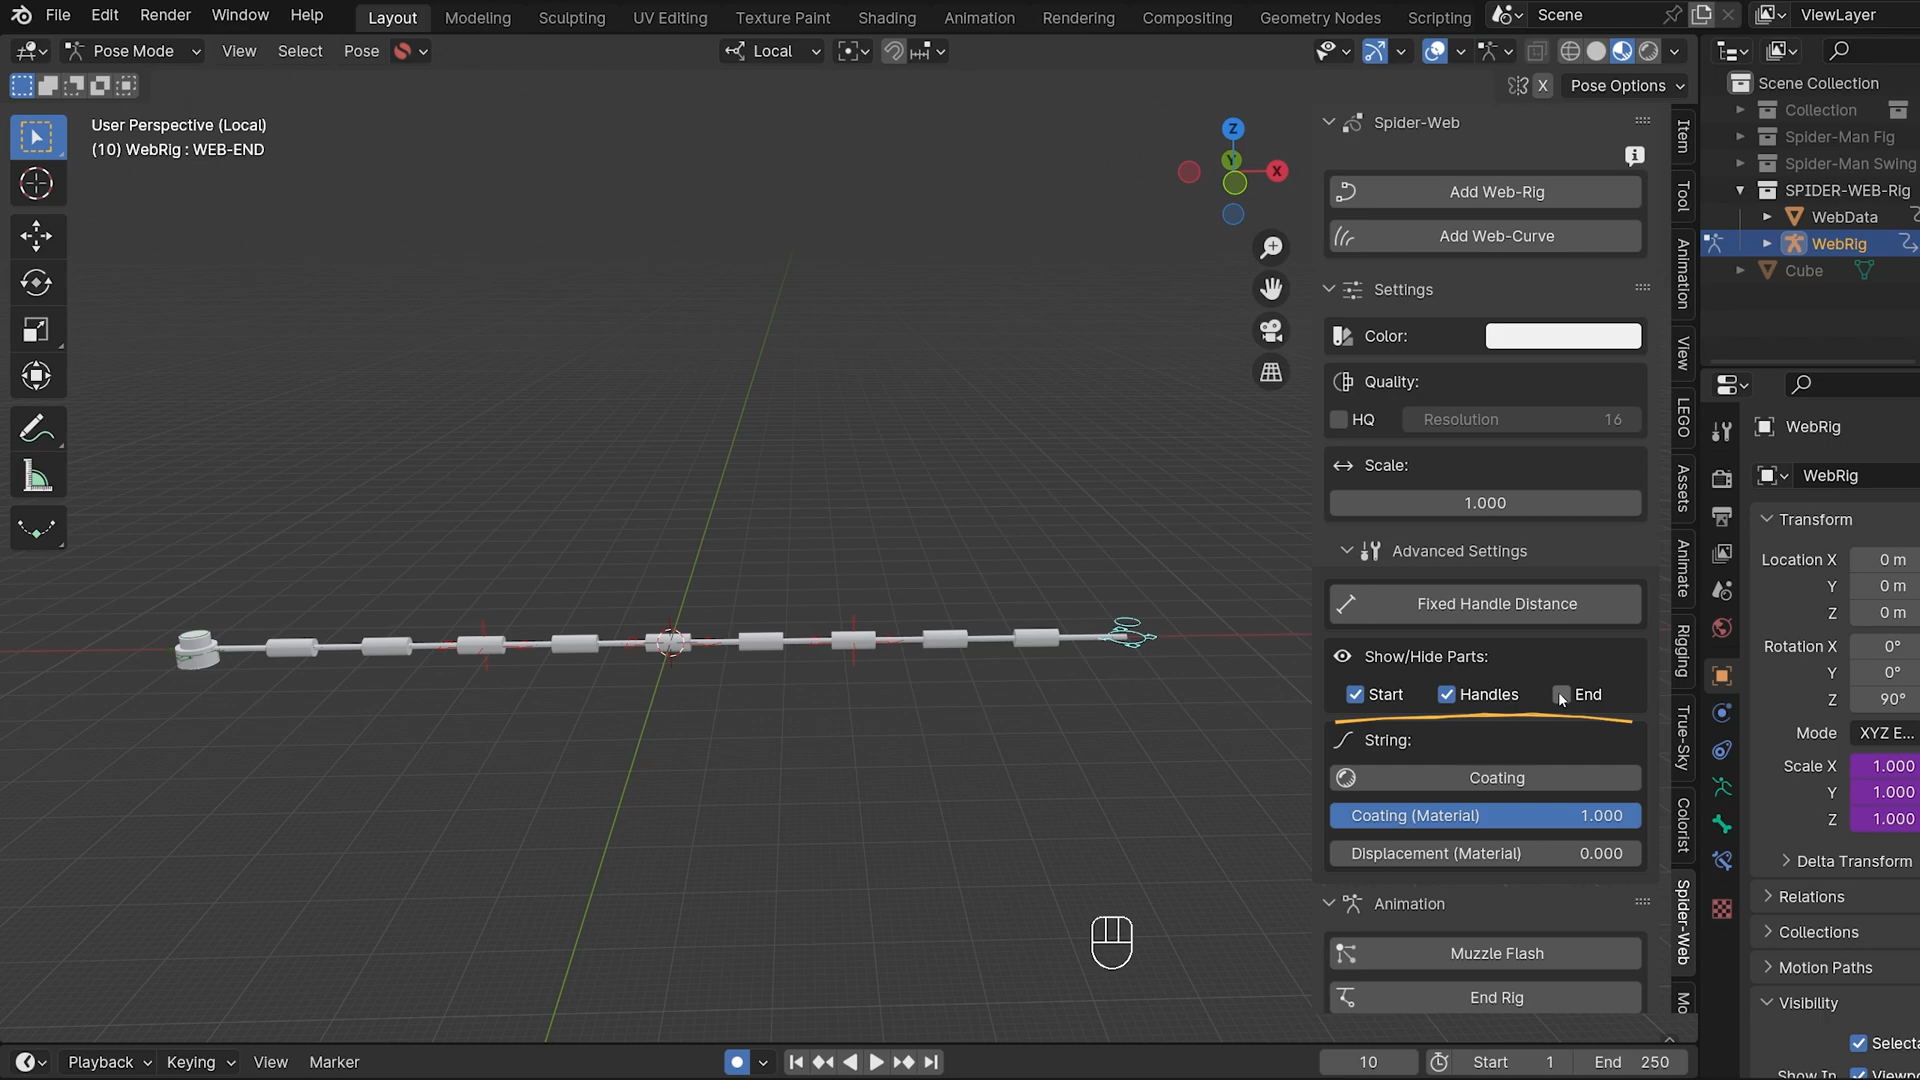 File Edit Render Window Help Layout Modeling Sculpting UV Editing Texture Paint Shading Animation Rendering Compositing Geometry Nodes Scripting Scene ViewLayer
Pose Mode View Select Pose Local
X Pose Options
Scene Collection
Collection
Spider-Man Fig
Spider-Man Swing
SPIDER-WEB-Rig
WebData
WebRig
Cube
User Perspective (Local)
(10) WebRig : WEB-END
Z
Y
X
Spider-Web
Add Web-Rig
Add Web-Curve
Settings
Color:
Quality:
HQ Resolution 16
Scale:
1.000
Advanced Settings
Fixed Handle Distance
Show/Hide Parts:
Start Handles End
String:
Coating
Coating (Material) 1.000
Displacement (Material) 0.000
Animation
Muzzle Flash
End Rig
Item
Tool
Animation
View
LEGO
Assets
Animate
Rigging
True-Sky
Colorist
Spider-Web
Mo
WebRig
WebRig
Transform
Location X 0 m
Y 0 m
Z 0 m
Rotation X 0°
Y 0°
Z 90°
Mode XYZ E...
Scale X 1.000
Y 1.000
Z 1.000
Delta Transform
Relations
Collections
Motion Paths
Visibility
Selecta
Show In Viewp
Playback Keying View Marker 10 Start 1 End 250